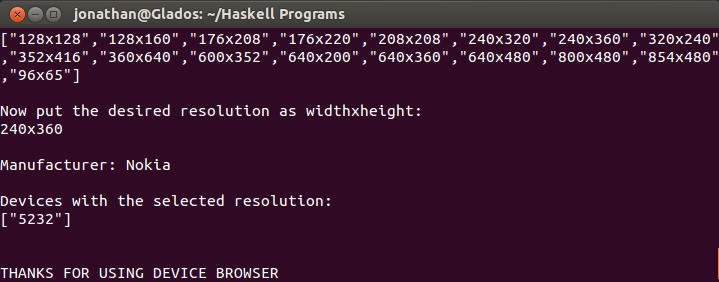 jonathan@Glados: ~/Haskell Programs
["128x128","128x160","176x208","176x220","208x208","240x320","240x360","320x240"
,"352x416","360x640","600x352","640x200","640x360","640x480","800x480","854x480"
,"96x65"]
Now put the desired resolution as widthxheight:
240x360
Manufacturer: Nokia
Devices with the selected resolution:
["5232"]
THANKS FOR USING DEVICE BROWSER